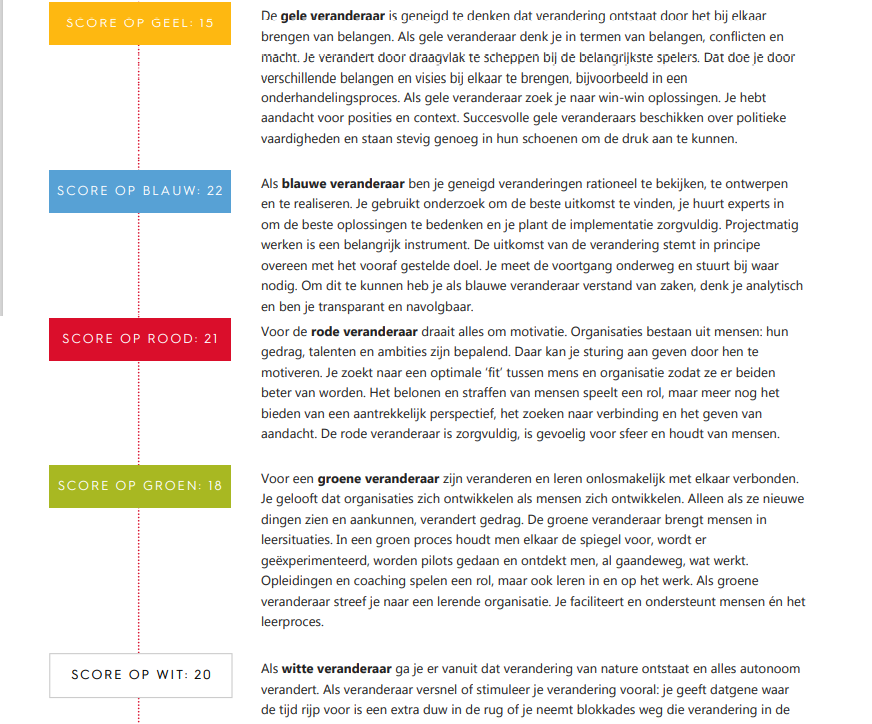 SCORE OP GEEL: 15
De gele veranderaar is geneigd te denken dat verandering ontstaat door het bij elkaar
brengen van belangen. Als gele veranderaar denk je in termen van belangen, conflicten en
macht. Je verandert door draagvlak te scheppen bij de belangrijkste spelers. Dat doe je door
verschillende belangen en visies bij elkaar te brengen, bijvoorbeeld in een
onderhandelingsproces. Als gele veranderaar zoek je naar win-win oplossingen. Je hebt
aandacht voor posities en context. Succesvolle gele veranderaars beschikken over politieke
vaardigheden en staan stevig genoeg in hun schoenen om de druk aan te kunnen.
SCORE OP BLAUW: 22
Als blauwe veranderaar ben je geneigd veranderingen rationeel te bekijken, te ontwerpen
en te realiseren. Je gebruikt onderzoek om de beste uitkomst te vinden, je huurt experts in
om de beste oplossingen te bedenken en je plant de implementatie zorgvuldig. Projectmatig
werken is een belangrijk instrument. De uitkomst van de verandering stemt in principe
overeen met het vooraf gestelde doel. Je meet de voortgang onderweg en stuurt bij waar
nodig. Om dit te kunnen heb je als blauwe veranderaar verstand van zaken, denk je analytisch
en ben je transparant en navolgbaar.
SCORE OP ROOD: 21
Voor de rode veranderaar draait alles om motivatie. Organisaties bestaan uit mensen: hun
gedrag, talenten en ambities zijn bepalend. Daar kan je sturing aan geven door hen te
motiveren. Je zoekt naar een optimale ‘fit’ tussen mens en organisatie zodat ze er beiden
beter van worden. Het belonen en straffen van mensen speelt een rol, maar meer nog het
bieden van een aantrekkelijk perspectief, het zoeken naar verbinding en het geven van
aandacht. De rode veranderaar is zorgvuldig, is gevoelig voor sfeer en houdt van mensen.
SCORE OP GROEN: 18
Voor een groene veranderaar zijn veranderen en leren onlosmakelijk met elkaar verbonden.
Je gelooft dat organisaties zich ontwikkelen als mensen zich ontwikkelen. Alleen als ze nieuwe
dingen zien en aankunnen, verandert gedrag. De groene veranderaar brengt mensen in
leersituaties. In een groen proces houdt men elkaar de spiegel voor, wordt er
geëxperimenteerd, worden pilots gedaan en ontdekt men, al gaandeweg, wat werkt.
Opleidingen en coaching spelen een rol, maar ook leren in en op het werk. Als groene
veranderaar streef je naar een lerende organisatie. Je faciliteert en ondersteunt mensen én het
leerproces.
SCORE OP WIT: 20
Als witte veranderaar ga je er vanuit dat verandering van nature ontstaat en alles autonoom
verandert. Als veranderaar versnel of stimuleer je verandering vooral: je geeft datgene waar
de tijd rijp voor is een extra duw in de rug of je neemt blokkades weg die verandering in de